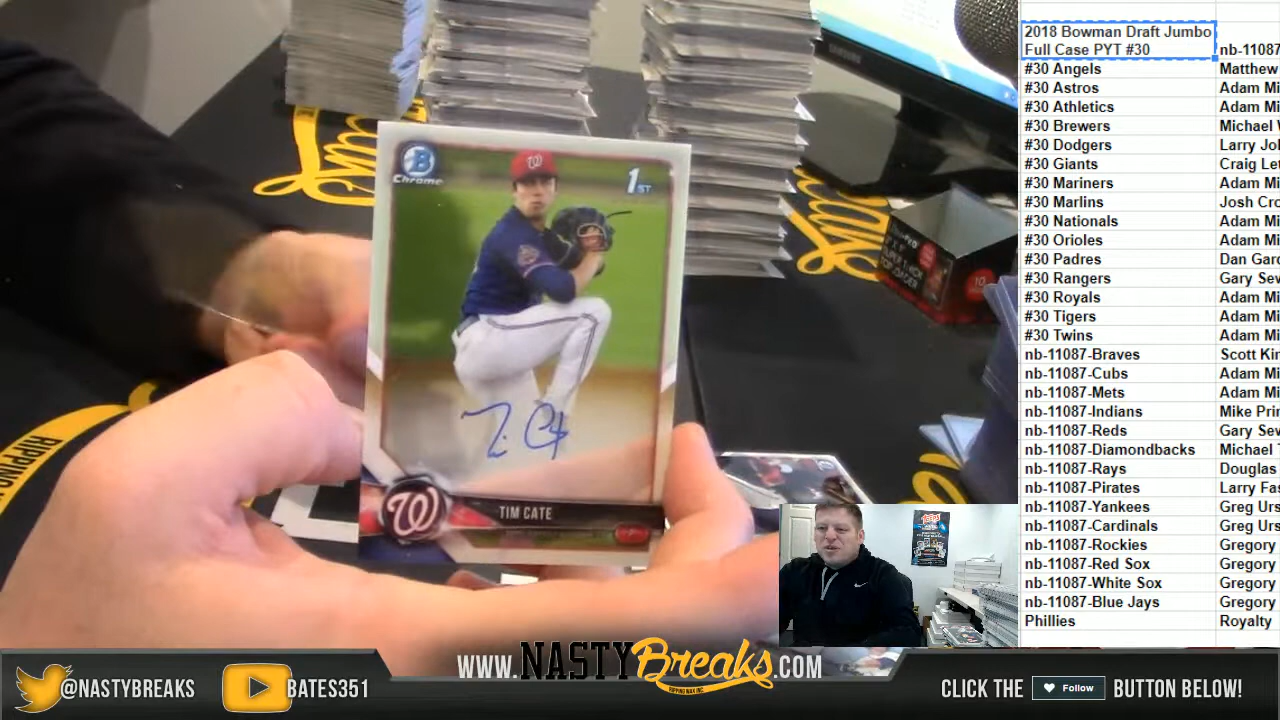 2018 Bowman Draft Jumbo
Full Case PYT #30
nb-11087
#30 Angels Matthew
#30 Astros Adam Mi
#30 Athletics Adam Mi
#30 Brewers Michael
#30 Dodgers Larry Jo
#30 Giants Craig Le
#30 Mariners Adam Mi
#30 Marlins Josh Cro
#30 Nationals Adam Mi
#30 Orioles Adam Mi
#30 Padres Dan Gard
#30 Rangers Gary Sev
#30 Royals Adam Mi
#30 Tigers Adam Mi
#30 Twins Adam Mi
nb-11087-Braves Scott Kin
nb-11087-Cubs Adam Mi
nb-11087-Mets Adam Mi
nb-11087-Indians Mike Prin
nb-11087-Reds Gary Sev
nb-11087-Diamondbacks Michael
nb-11087-Rays Douglas
nb-11087-Pirates Larry Fas
nb-11087-Yankees Greg Urs
nb-11087-Cardinals Greg Urs
nb-11087-Rockies Gregory
nb-11087-Red Sox Gregory
nb-11087-White Sox Gregory
nb-11087-Blue Jays Gregory
Phillies Royalty
B
Chrome
1ST
W
W
TIM CATE
RIPPING
@NASTYBREAKS
BATES351
WWW.NASTYBreaks.COM
RIPPING WAX INC.
CLICK THE Follow BUTTON BELOW!